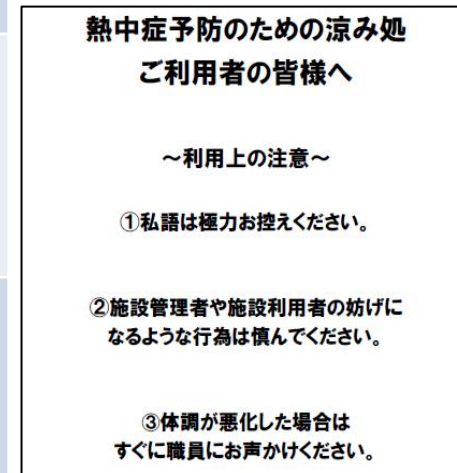 熱中症予防のための涼み処
ご利用者の皆様へ
～利用上の注意～
①私語は極力お控えください。
②施設管理者や施設利用者の妨げに
なるような行為は慎んでください。
③体調が悪化した場合は
すぐに職員にお声かけください。